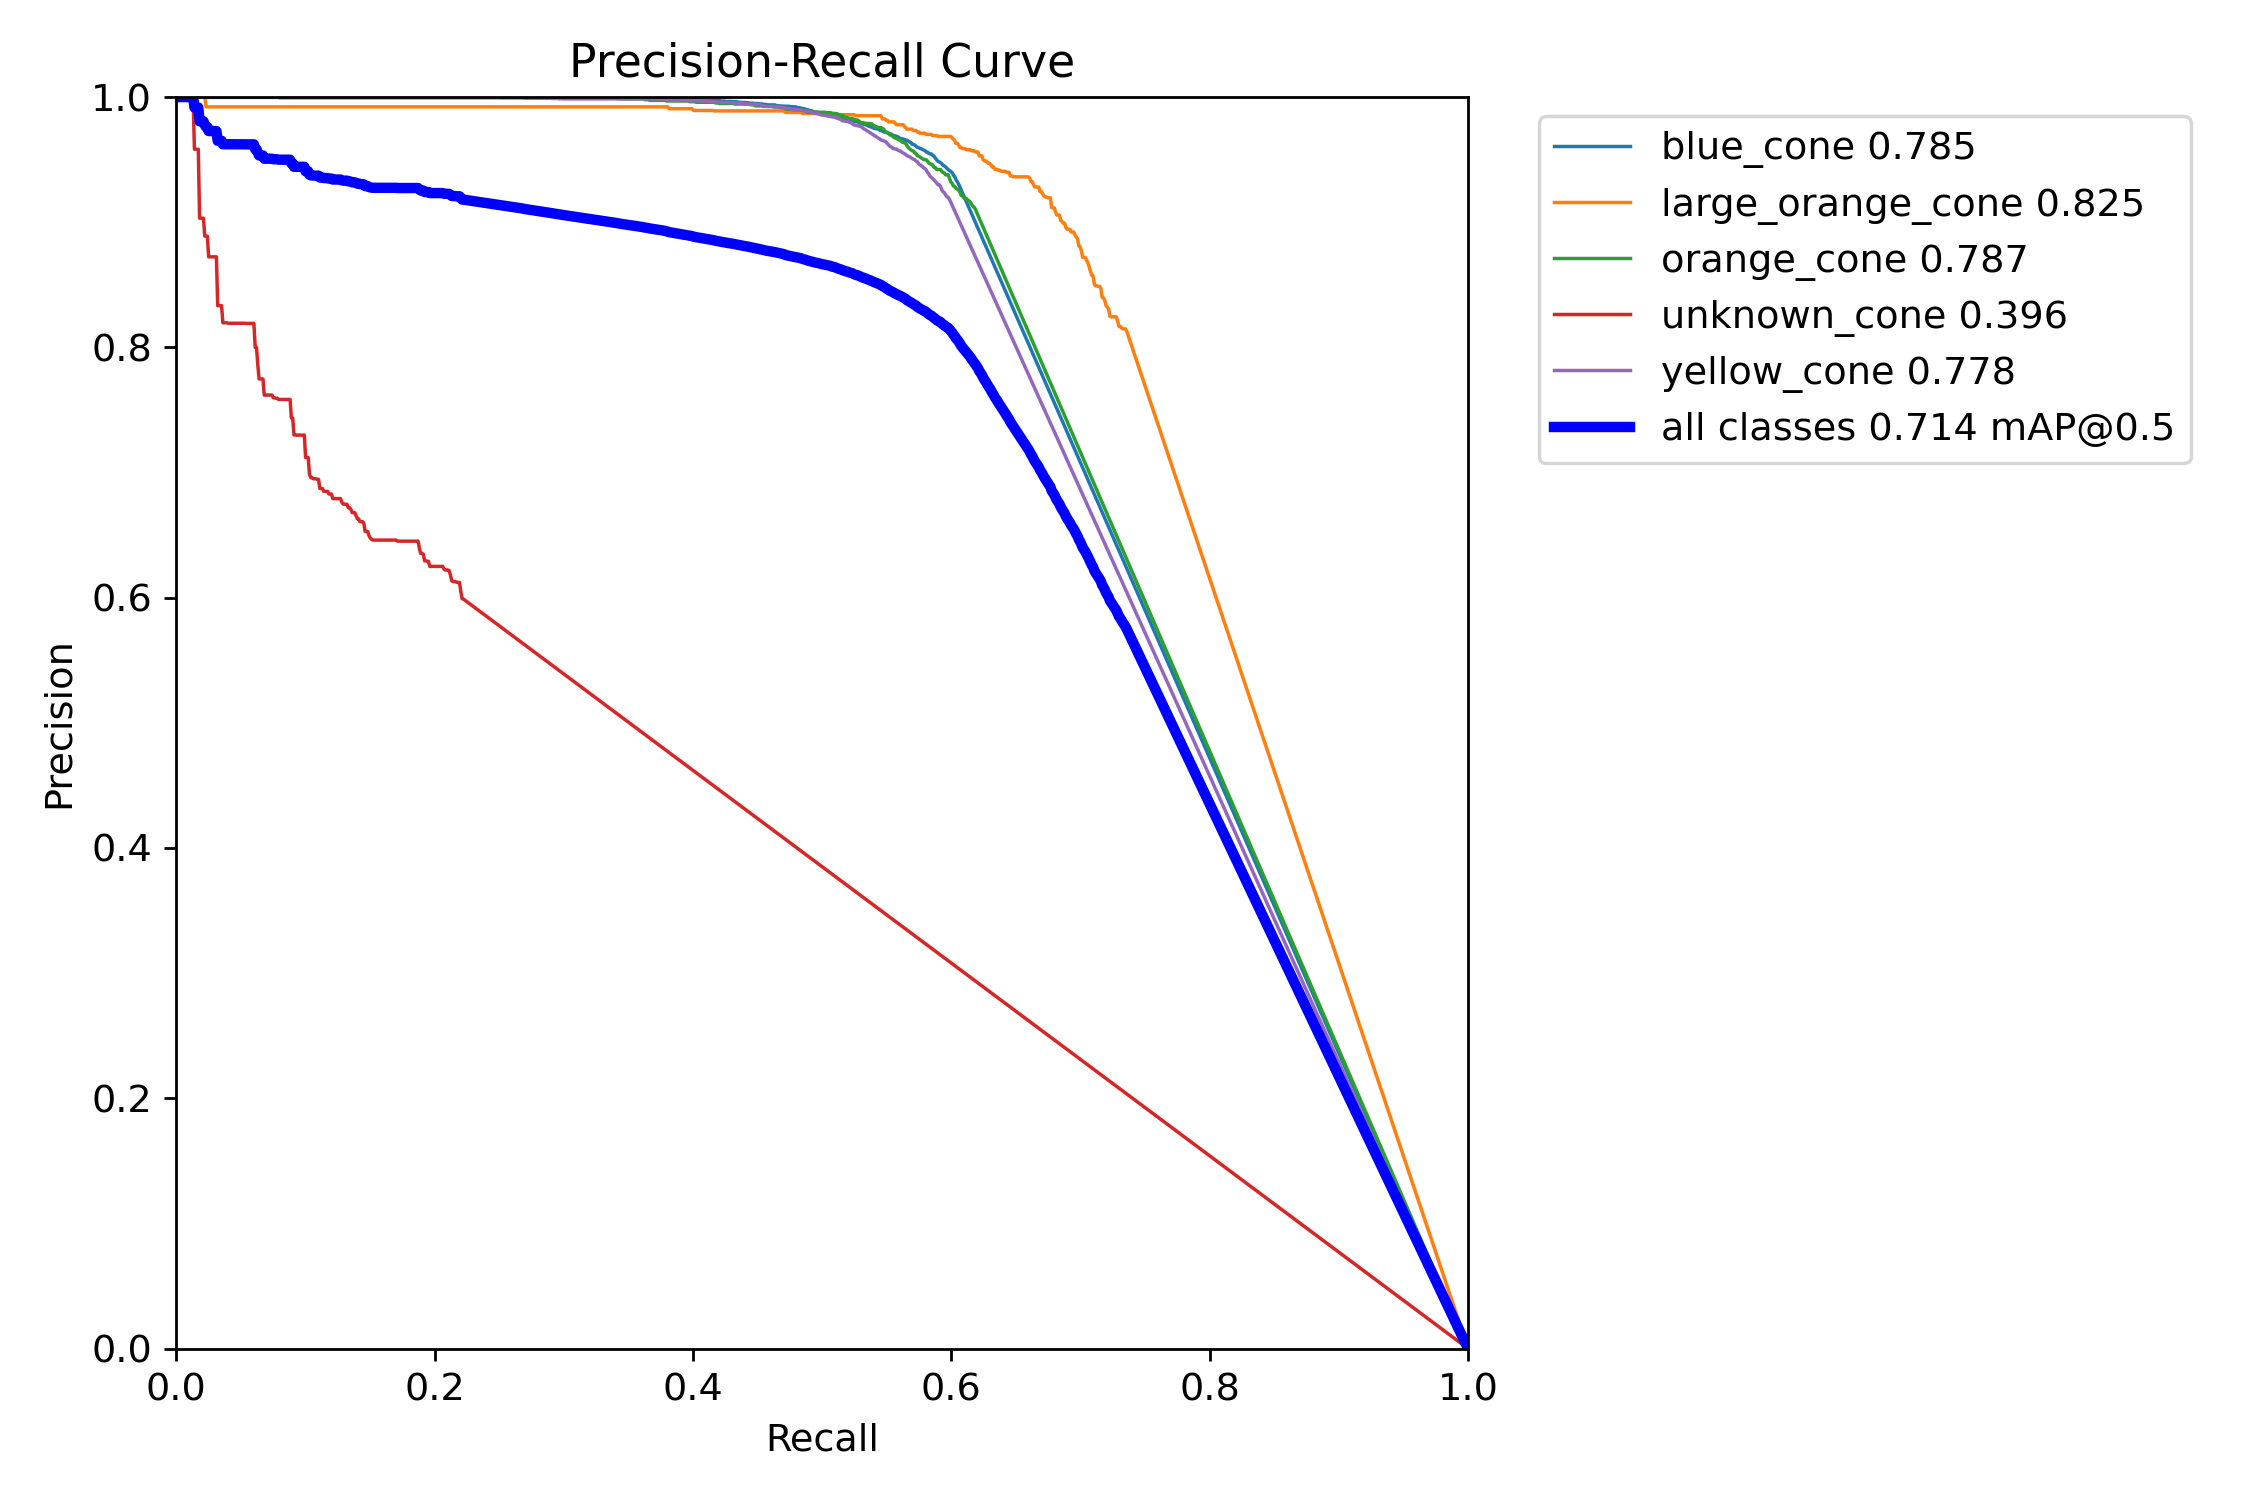 Precision-Recall Curve
1.0
0.8
0.6
0.4
0.2
0.0
Precision
0.0 0.2 0.4 0.6 0.8 1.0
Recall
blue_cone 0.785
large_orange_cone 0.825
orange_cone 0.787
unknown_cone 0.396
yellow_cone 0.778
all classes 0.714 mAP@0.5